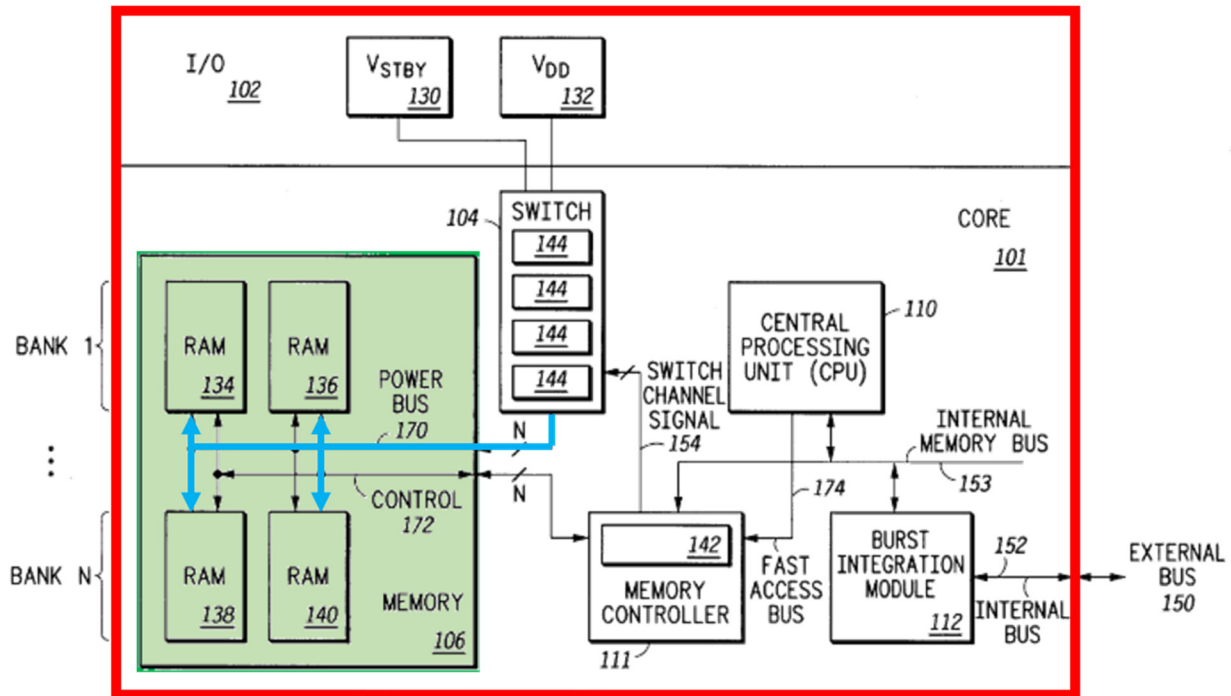 I/O
102
VSTBY
130
VDD
132
104
SWITCH
144
144
144
144
CORE
101
BANK 1
RAM
134
RAM
136
POWER
BUS
170
N
N
SWITCH
CHANNEL
SIGNAL
154
CENTRAL
PROCESSING
UNIT (CPU)
110
INTERNAL
MEMORY BUS
153
174
CONTROL
172
BANK N
RAM
138
RAM
140
MEMORY
106
142
MEMORY
CONTROLLER
111
FAST
ACCESS
BUS
BURST
INTEGRATION
MODULE
112
152
INTERNAL
BUS
EXTERNAL
BUS
150